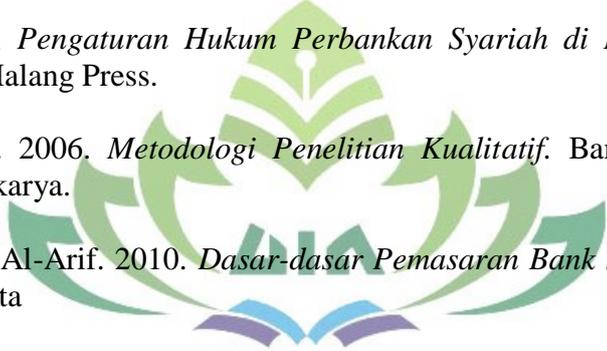 Pengaturan Hukum Perbankan Syariah di
Malang Press.
2006. Metodologi Penelitian Kualitatif.
karya.
Al-Arif. 2010. Dasar-dasar Pemasaran Bank
ta